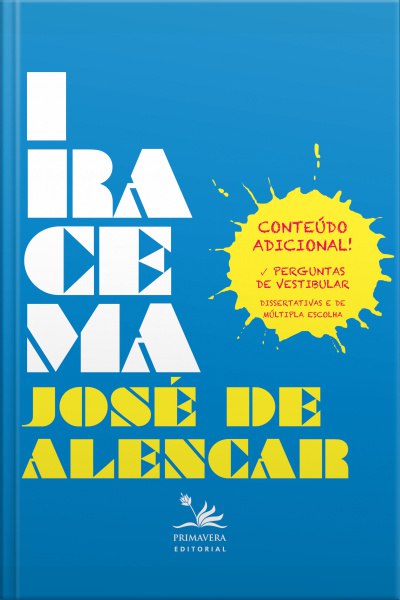 I
RA
CE
MA
JOSÉ DE
ALENCAR
CONTEÚDO
ADICIONAL!
✓ PERGUNTAS
DE VESTIBULAR
DISSERTATIVAS E DE
MÚLTIPLA ESCOLHA
PRIMAVERA
EDITORIAL